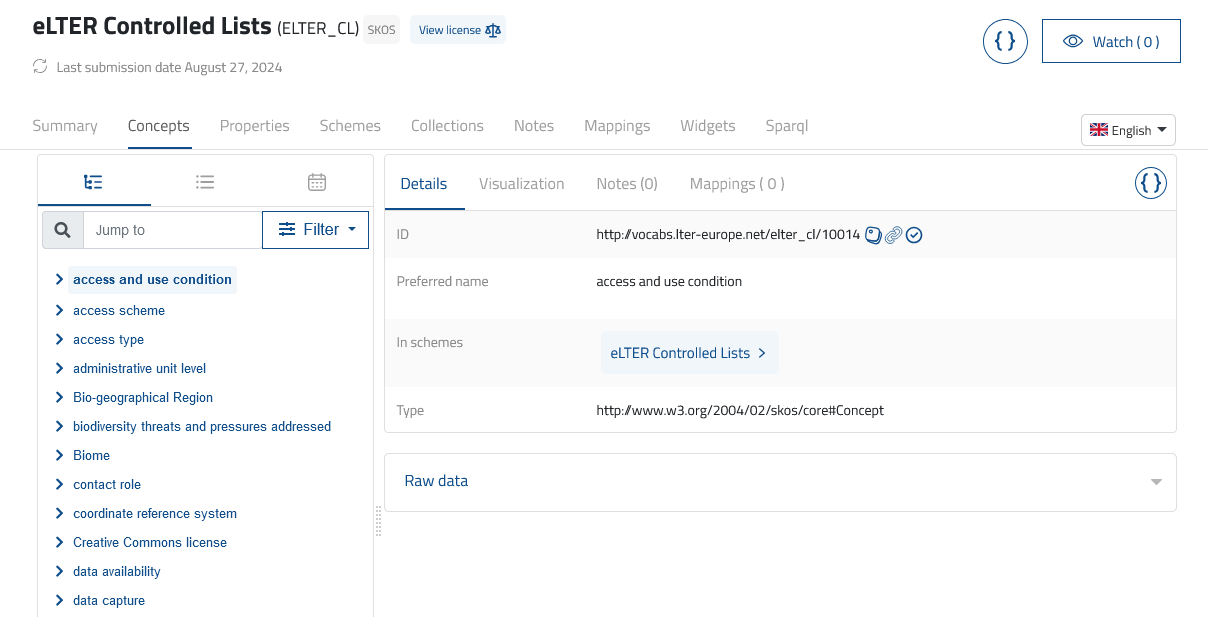 eLTER Controlled Lists (ELTER_CL) SKOS View license
Last submission date August 27, 2024
{ } Watch ( 0 )
Summary Concepts Properties Schemes Collections Notes Mappings Widgets Sparql
English
Jump to Filter
access and use condition
access scheme
access type
administrative unit level
Bio-geographical Region
biodiversity threats and pressures addressed
Biome
contact role
coordinate reference system
Creative Commons license
data availability
data capture
Details Visualization Notes (0) Mappings ( 0 ) { }
ID http://vocabs.lter-europe.net/elter_cl/10014
Preferred name access and use condition
In schemes eLTER Controlled Lists
Type http://www.w3.org/2004/02/skos/core#Concept
Raw data